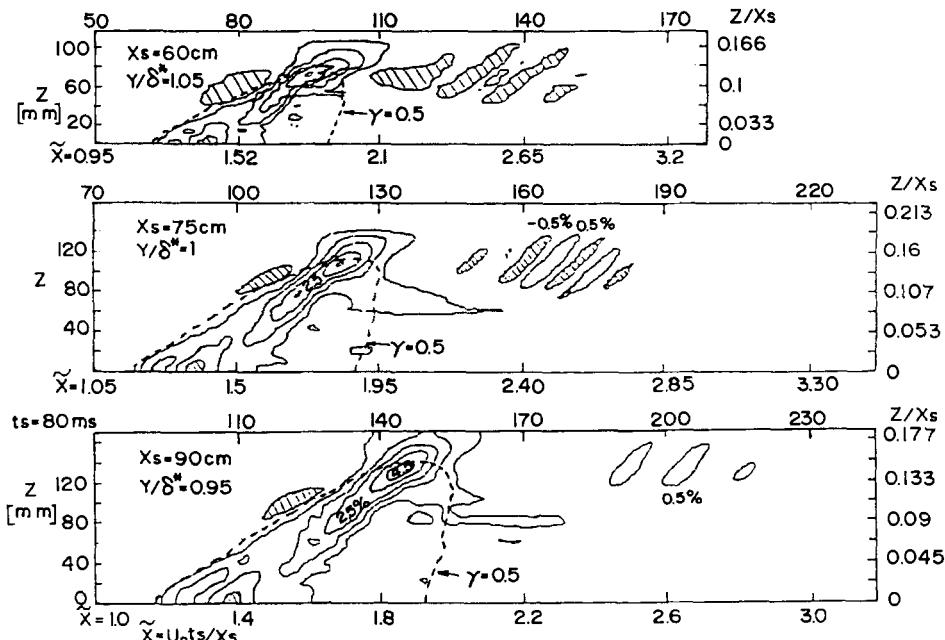 50 80 110 140 170
100 Xs=60cm 0.166
Y/δ*=1.05
Z 60 0.1
[mm]
20 γ=0.5 0.033
0
X̃=0.95 1.52 2.1 2.65 3.2
Z/Xs
70 100 130 160 190 220
Z/Xs
Xs=75cm -0.5% 0.5% 0.213
120 Y/δ*=1 0.16
Z 80 2.5 0.107
40 γ=0.5 0.053
0 0
X̃=1.05 1.5 1.95 2.40 2.85 3.30
ts=80ms 110 140 170 200 230
Z/Xs
Xs=90cm 0.177
Z 120 Y/δ*=0.95 4.5 0.133
[mm] 80 2.5% 0.5% 0.09
40 γ=0.5 0.045
0 0
X̃=1.0 1.4 1.8 2.2 2.6 3.0
X̃=U₀ts/Xs